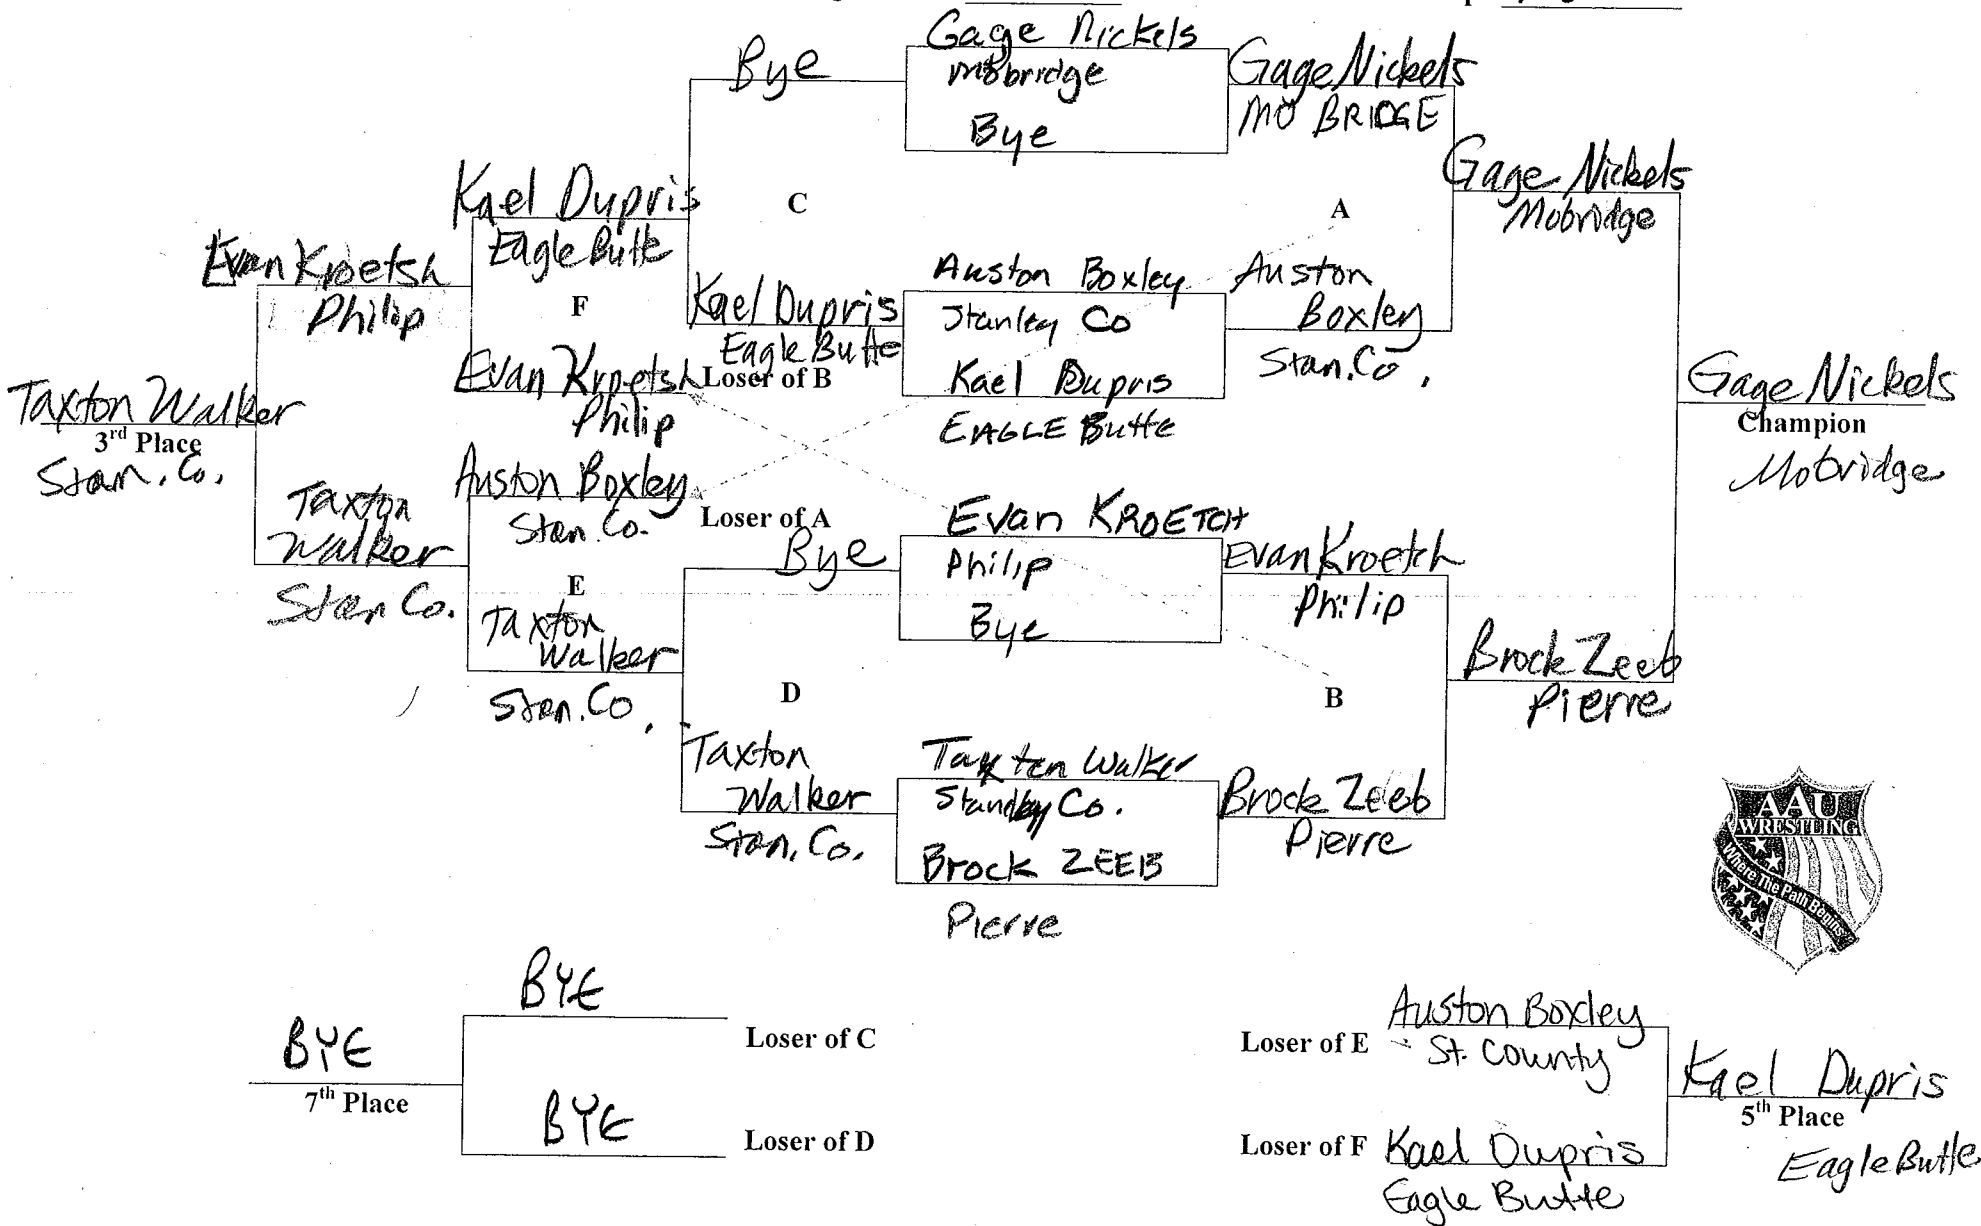 Gage Nickels
Mobridge
Bye
Bye
Gage Nickels
MO BRIDGE
Gage Nickels
Mobridge
Kael Dupris
Eagle Butte
C
A
Evan Kroetsh
Philip
F
Kael Dupris
Eagle Butte
Loser of B
Auston Boxley
Stanley Co
Kael Dupris
EAGLE Butte
Auston
Boxley
Stan. Co.
Evan Kroetsh
Philip
Taxton Walker
3rd Place
Stan. Co.
Gage Nickels
Champion
Mobridge
Auston Boxley
Stan. Co.
Loser of A
Taxton
Walker
Stan Co.
E
Bye
Evan KROETCH
Philip
Bye
Evan Kroetch
Philip
Taxton
Walker
Stan. Co.
D
B
Brock Zeeb
Pierre
Taxton
Walker
Stan. Co.
Taxten Walker
Stanley Co.
Brock ZEEB
Pierre
Brock Zeeb
Pierre
AAU
WRESTLING
Where The Path Begins
BYE
Loser of C
BYE
7th Place
BYE
Loser of D
Loser of E
Auston Boxley
St. County
Kael Dupris
5th Place
Eagle Butte
Loser of F
Kael Dupris
Eagle Butte